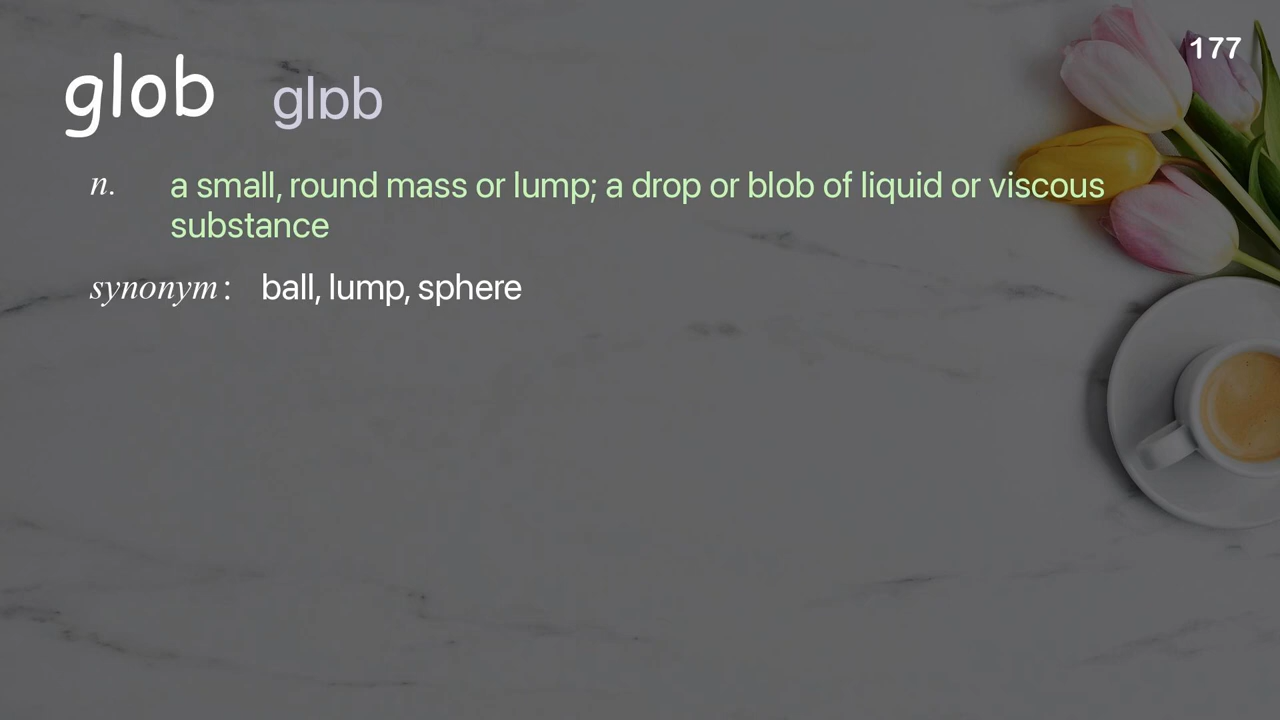 177
glob glɒb
n. a small, round mass or lump; a drop or blob of liquid or viscous
substance
synonym: ball, lump, sphere